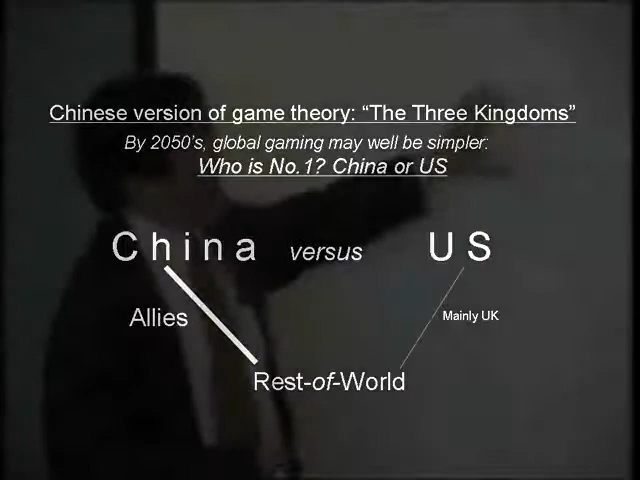 Chinese version of game theory: “The Three Kingdoms”
By 2050’s, global gaming may well be simpler:
Who is No.1? China or US
China versus US
Allies
Mainly UK
Rest-of-World